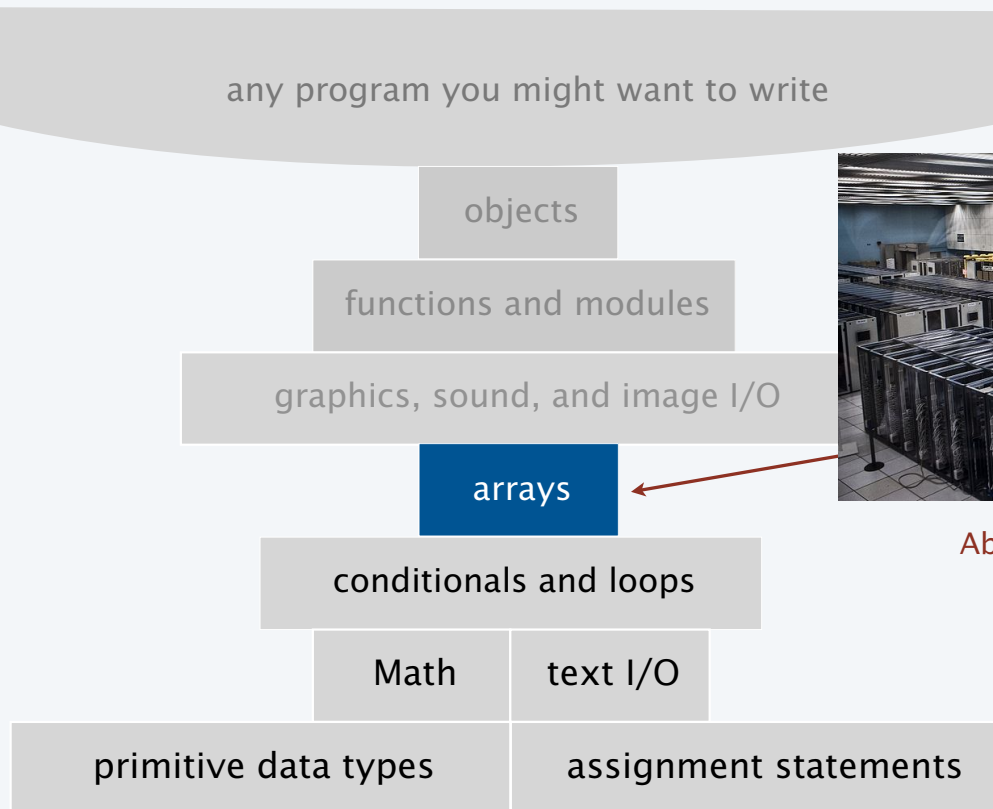 any program you might want to write
objects
functions and modules
graphics, sound, and image I/O
arrays
Ab
conditionals and loops
Math
text I/O
primitive data types
assignment statements